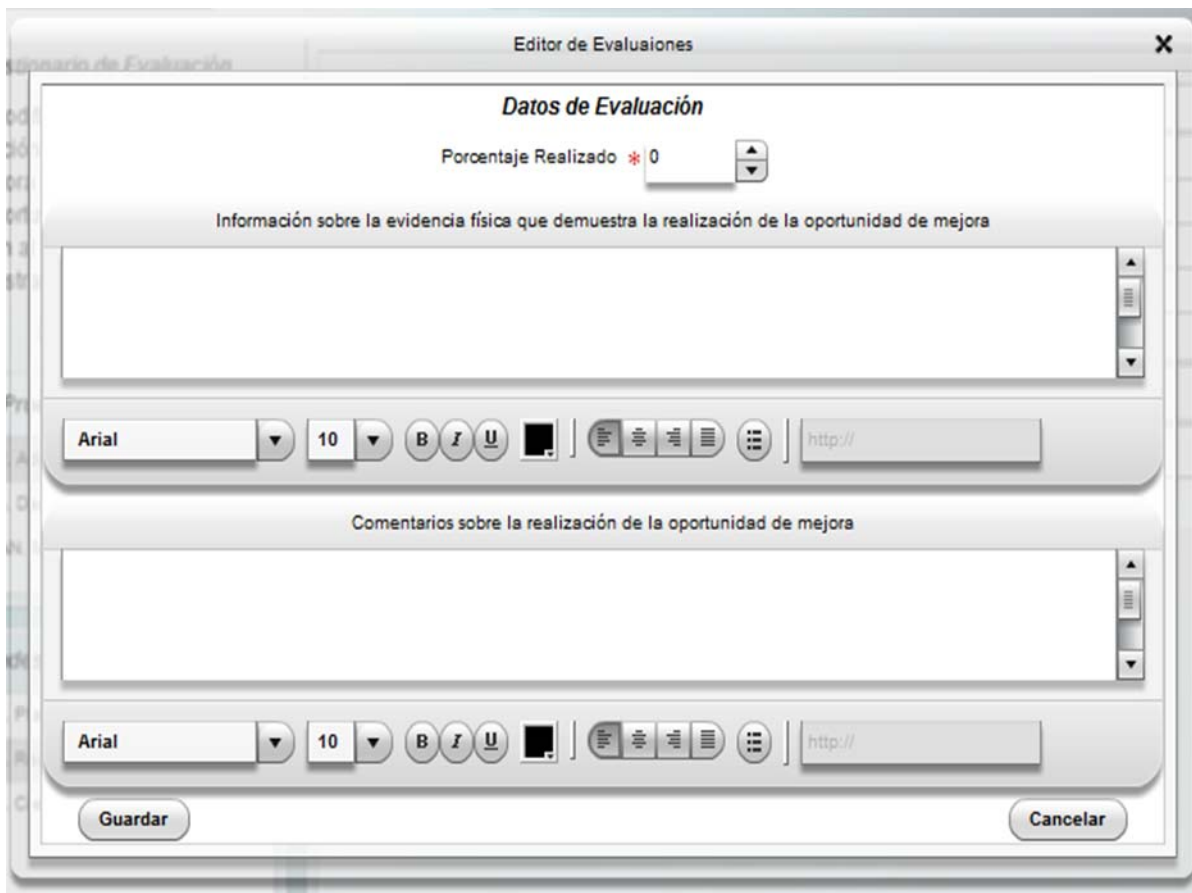 Editor de Evaluasiones
Datos de Evaluación
Porcentaje Realizado * 0
Información sobre la evidencia física que demuestra la realización de la oportunidad de mejora
Arial 10 B I U http://
Comentarios sobre la realización de la oportunidad de mejora
Arial 10 B I U http://
Guardar Cancelar